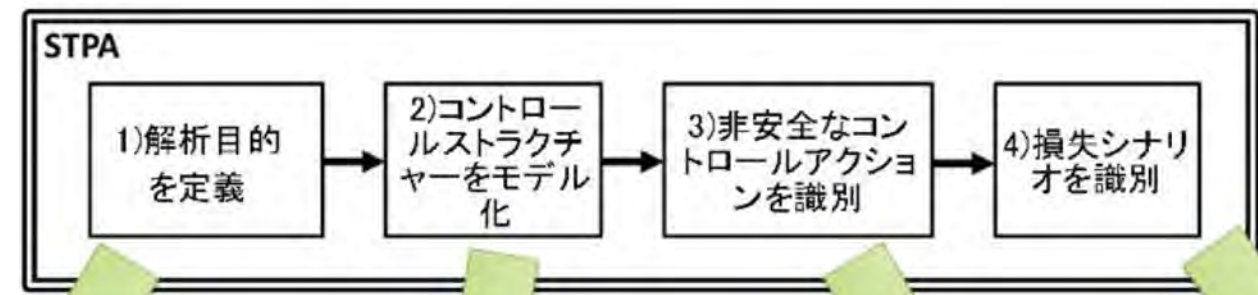 STPA
1)解析目的
を定義
2)コントロー
ルストラクチ
ャーをモデル
化
3)非安全なコン
トロールアクショ
ンを識別
4)損失シナリ
オを識別